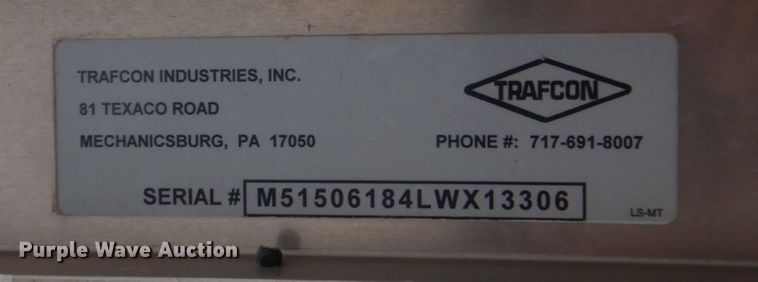 TRAFCON INDUSTRIES, INC.
81 TEXACO ROAD
MECHANICSBURG, PA 17050
TRAFCON
PHONE #: 717-691-8007
SERIAL # M51506184LWX13306
LS-MT
Purple Wave Auction